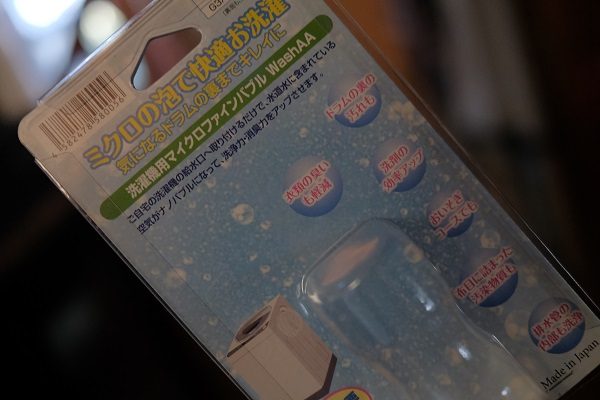 ミクロの泡で快適お洗濯
気になるドラムの裏までキレイに
洗濯機用マイクロファインバブル WashAA
ご自宅の洗濯機の給水口へ取り付けるだけで、水道水に含まれている
空気がナノバブルになって、洗浄力・消臭力をアップさせます。
ドラムの裏の
汚れも
衣類の臭い
も軽減
洗剤の
効率アップ
おいそぎ
コースでも
布目に詰まった
汚染物質も
排水管の
内部も洗浄
Made in Japan